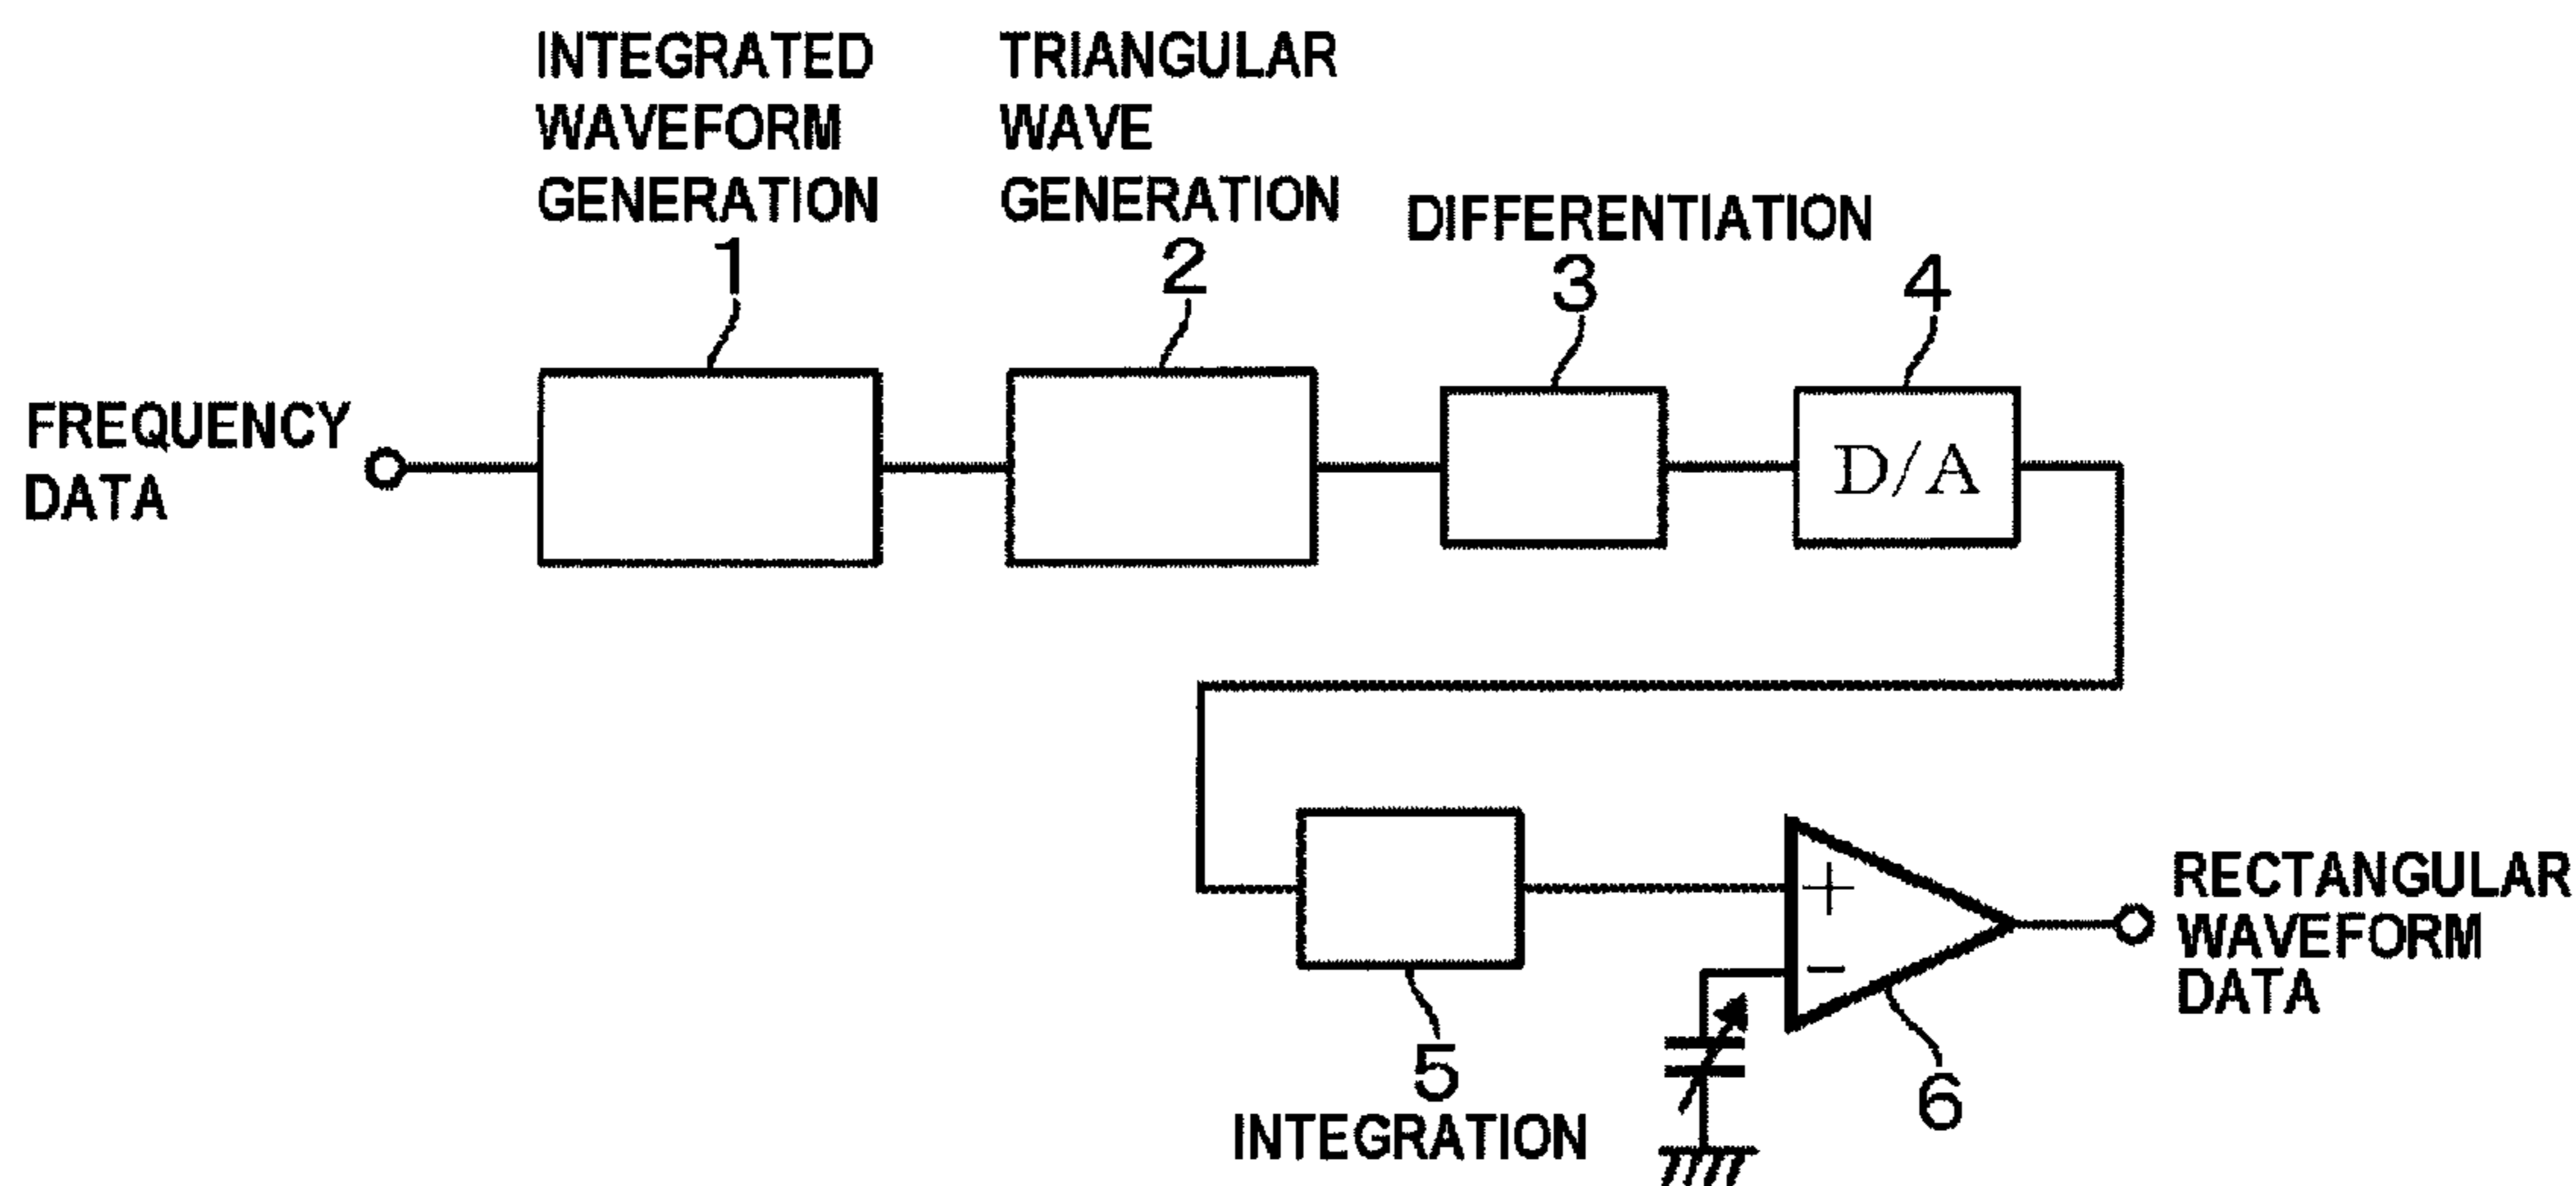 INTEGRATED
WAVEFORM
GENERATION
1
TRIANGULAR
WAVE
GENERATION
2
DIFFERENTIATION
3
4
FREQUENCY
DATA
D/A
+
−
RECTANGULAR
WAVEFORM
DATA
5
INTEGRATION
6